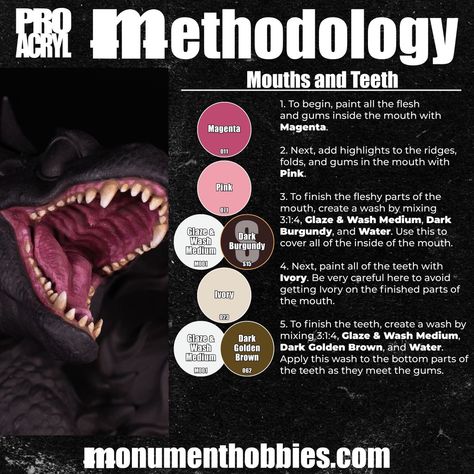 PRO ACRYL Methodology
Mouths and Teeth
Magenta
011
Pink
071
Glaze & Wash Medium
M001
Dark Burgundy
S15
Ivory
023
Glaze & Wash Medium
M001
Dark Golden Brown
062
1. To begin, paint all the flesh
and gums inside the mouth with
Magenta.
2. Next, add highlights to the ridges,
folds, and gums in the mouth with
Pink.
3. To finish the fleshy parts of the
mouth, create a wash by mixing
3:1:4, Glaze & Wash Medium, Dark
Burgundy, and Water. Use this to
cover all of the inside of the mouth.
4. Next, paint all of the teeth with
Ivory. Be very careful here to avoid
getting Ivory on the finished parts of
the mouth.
5. To finish the teeth, create a wash by
mixing 3:1:4, Glaze & Wash Medium,
Dark Golden Brown, and Water.
Apply this wash to the bottom parts of
the teeth as they meet the gums.
monumenthobbies.com